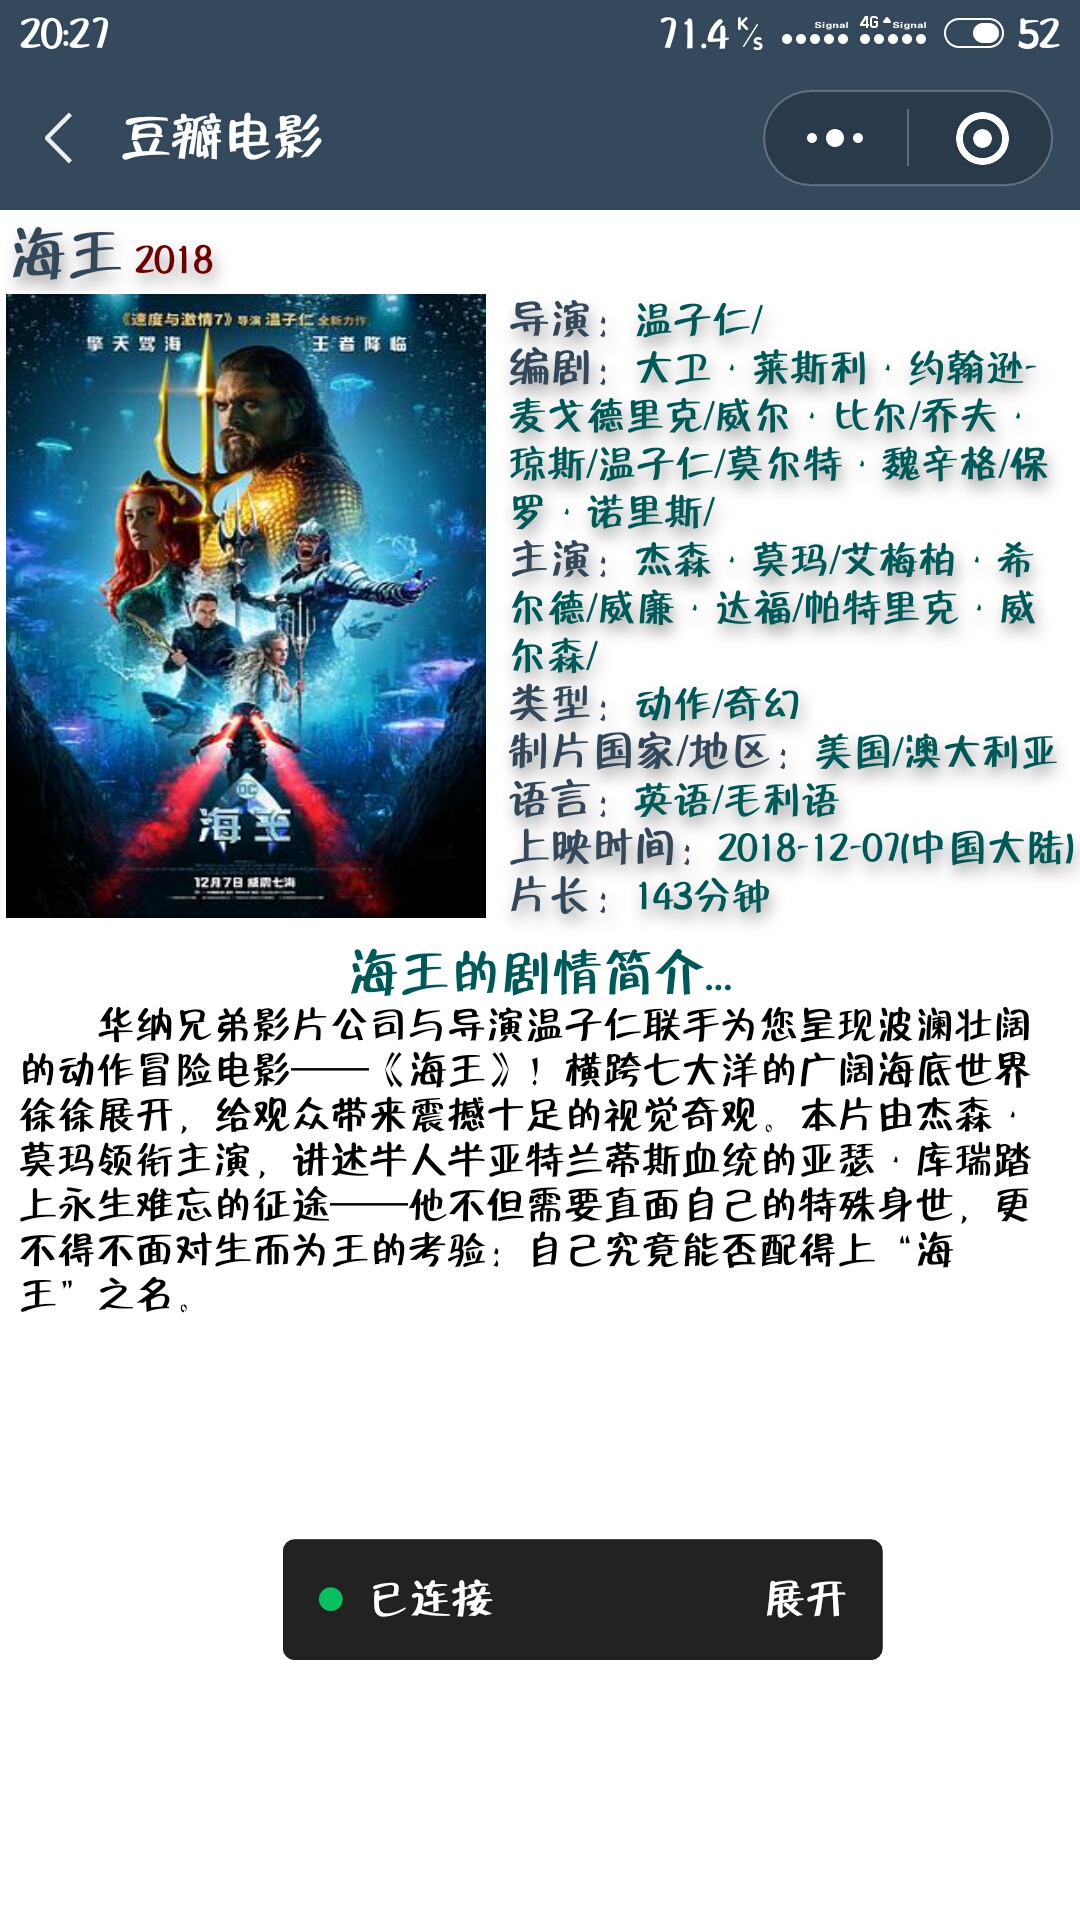 20:27
71.4 K/s Signal 4G Signal 52
豆瓣电影
海王 2018
《速度与激情7》导演 温子仁 全新力作
擎天驾海 王者降临
DC
海王
12月7日 威震七海
导演：温子仁/
编剧：大卫·莱斯利·约翰逊-
麦戈德里克/威尔·比尔/乔夫·
琼斯/温子仁/莫尔特·魏辛格/保
罗·诺里斯/
主演：杰森·莫玛/艾梅柏·希
尔德/威廉·达福/帕特里克·威
尔森/
类型：动作/奇幻
制片国家/地区：美国/澳大利亚
语言：英语/毛利语
上映时间：2018-12-07(中国大陆)
片长：143分钟
海王的剧情简介...
华纳兄弟影片公司与导演温子仁联手为您呈现波澜壮阔
的动作冒险电影——《海王》！横跨七大洋的广阔海底世界
徐徐展开，给观众带来震撼十足的视觉奇观。本片由杰森·
莫玛领衔主演，讲述半人半亚特兰蒂斯血统的亚瑟·库瑞踏
上永生难忘的征途——他不但需要直面自己的特殊身世，更
不得不面对生而为王的考验：自己究竟能否配得上“海
王”之名。
已连接 展开